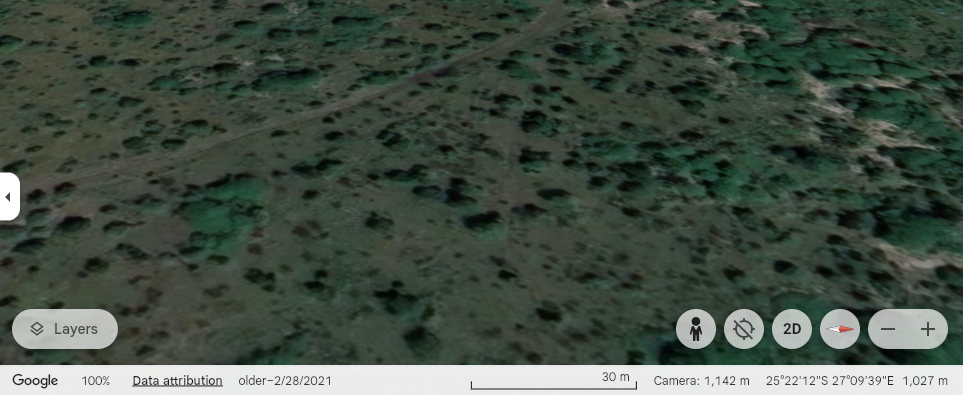 Layers
2D
Google 100% Data attribution older–2/28/2021 30 m Camera: 1,142 m 25°22'12"S 27°09'39"E 1,027 m